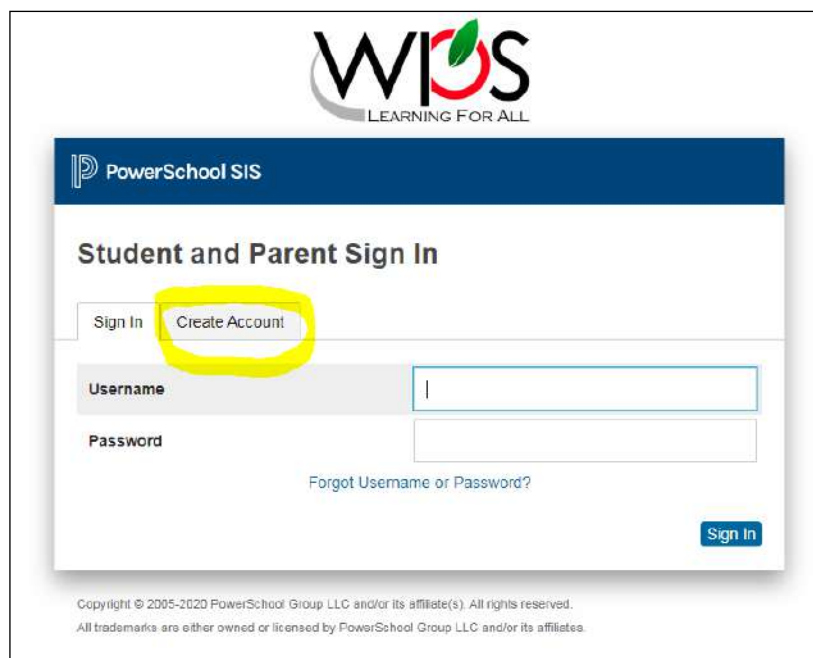 WPS
LEARNING FOR ALL
PowerSchool SIS
Student and Parent Sign In
Sign In
Create Account
Username
Password
Forgot Username or Password?
Sign In
Copyright © 2005-2020 PowerSchool Group LLC and/or its affiliate(s). All rights reserved.
All trademarks are either owned or licensed by PowerSchool Group LLC and/or its affiliates.